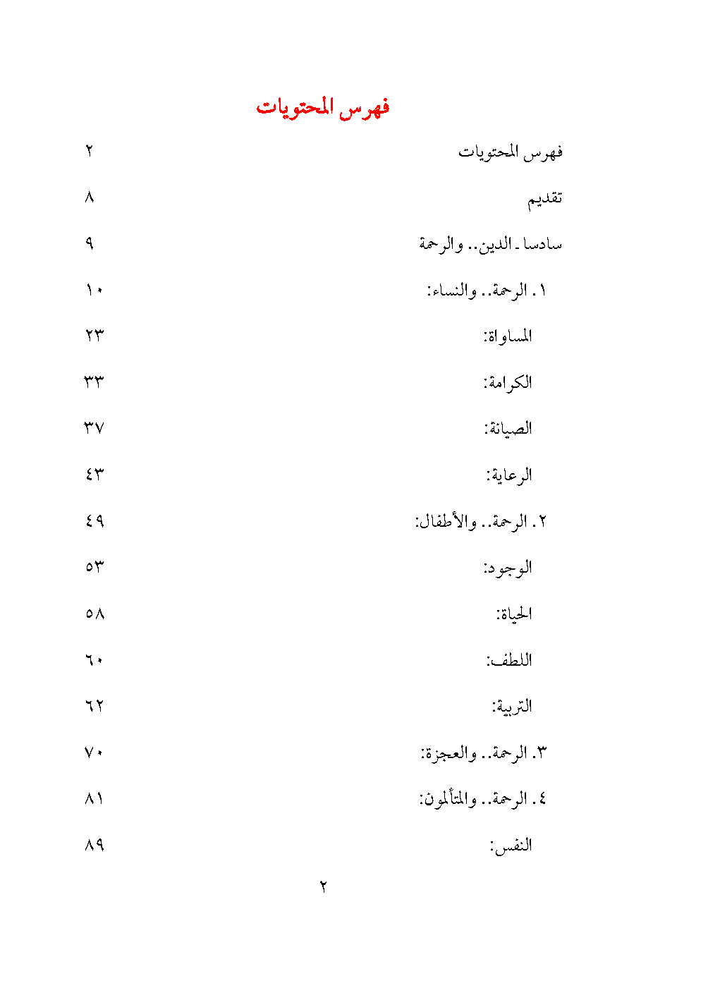 فهرس المحتويات
فهرس المحتويات ٢
تقديم ٨
سادسا ـ الدين.. والرحمة ٩
١. الرحمة.. والنساء: ١٠
المساواة: ٢٣
الكرامة: ٣٣
الصيانة: ٣٧
الرعاية: ٤٣
٢. الرحمة.. والأطفال: ٤٩
الوجود: ٥٣
الحياة: ٥٨
اللطف: ٦٠
التربية: ٦٢
٣. الرحمة.. والعجزة: ٧٠
٤. الرحمة.. والمتألمون: ٨١
النفس: ٨٩
٢